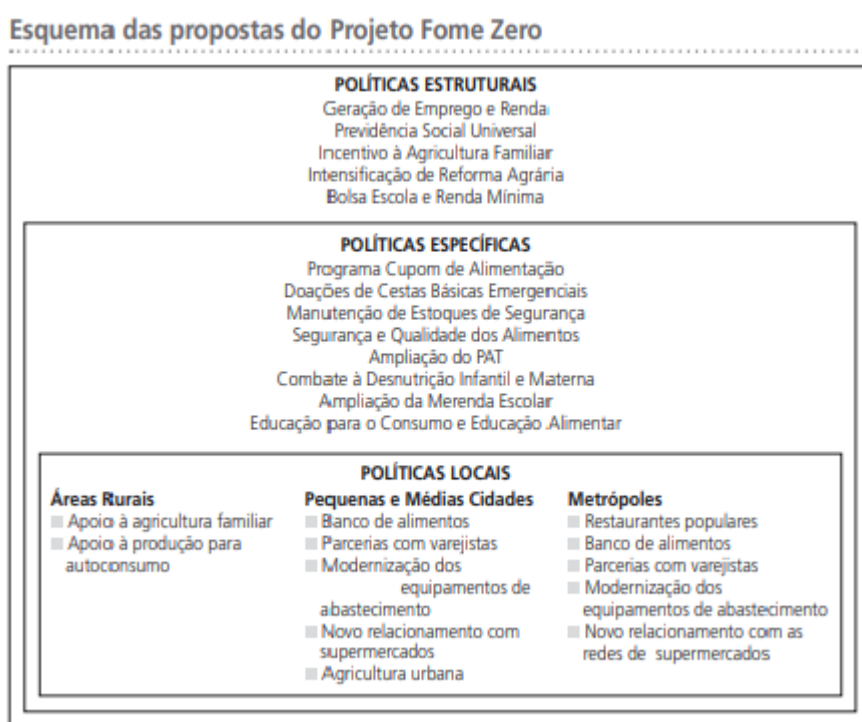 Esquema das propostas do Projeto Fome Zero
POLÍTICAS ESTRUTURAIS
Geração de Emprego e Renda
Previdência Social Universal
Incentivo à Agricultura Familiar
Intensificação de Reforma Agrária
Bolsa Escola e Renda Mínima
POLÍTICAS ESPECÍFICAS
Programa Cupom de Alimentação
Doações de Cestas Básicas Emergenciais
Manutenção de Estoques de Segurança
Segurança e Qualidade dos Alimentos
Ampliação do PAT
Combate à Desnutrição Infantil e Materna
Ampliação da Merenda Escolar
Educação para o Consumo e Educação Alimentar
POLÍTICAS LOCAIS
Áreas Rurais
Apoio à agricultura familiar
Apoio à produção para
autoconsumo
Pequenas e Médias Cidades
Banco de alimentos
Parcerias com varejistas
Modernização dos
equipamentos de
abastecimento
Novo relacionamento com
supermercados
Agricultura urbana
Metrópoles
Restaurantes populares
Banco de alimentos
Parcerias com varejistas
Modernização dos
equipamentos de abastecimento
Novo relacionamento com as
redes de supermercados